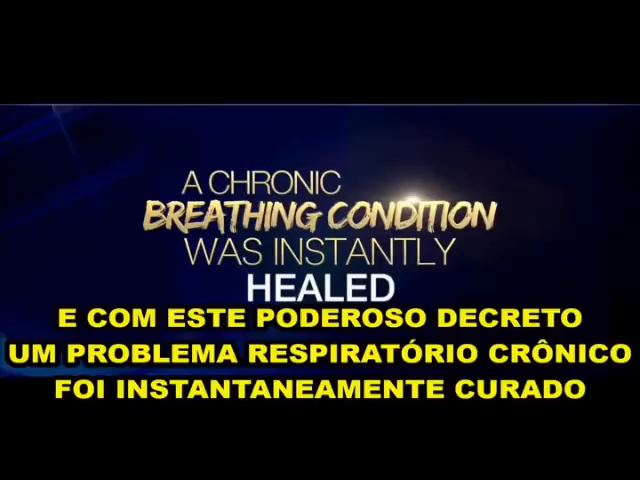 A CHRONIC
BREATHING CONDITION
WAS INSTANTLY
HEALED
E COM ESTE PODEROSO DECRETO
UM PROBLEMA RESPIRATÓRIO CRÔNICO
FOI INSTANTANEAMENTE CURADO